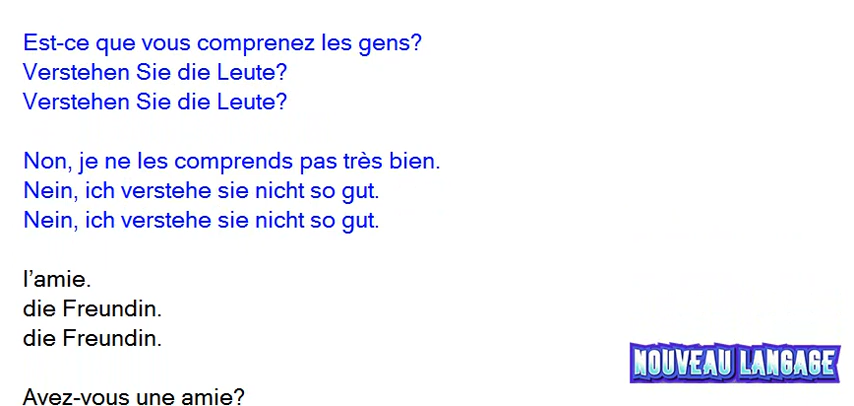 Est-ce que vous comprenez les gens?
Verstehen Sie die Leute?
Verstehen Sie die Leute?
Non, je ne les comprends pas très bien.
Nein, ich verstehe sie nicht so gut.
Nein, ich verstehe sie nicht so gut.
l’amie.
die Freundin.
die Freundin.
NOUVEAU LANGAGE
Avez-vous une amie?